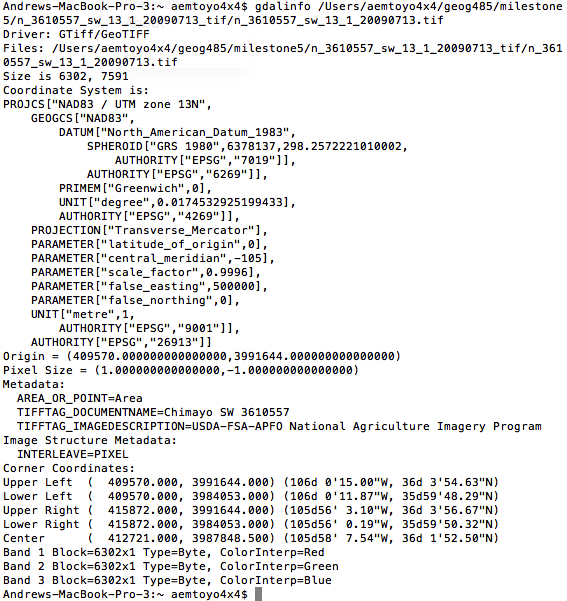 Andrews-MacBook-Pro-3:~ aemtoyo4x4$ gdalinfo /Users/aemtoyo4x4/geog485/milestone
5/n_3610557_sw_13_1_20090713_tif/n_3610557_sw_13_1_20090713.tif
Driver: GTiff/GeoTIFF
Files: /Users/aemtoyo4x4/geog485/milestone5/n_3610557_sw_13_1_20090713_tif/n_361
0557_sw_13_1_20090713.tif
Size is 6302, 7591
Coordinate System is:
PROJCS["NAD83 / UTM zone 13N",
    GEOGCS["NAD83",
        DATUM["North_American_Datum_1983",
            SPHEROID["GRS 1980",6378137,298.2572221010002,
                AUTHORITY["EPSG","7019"]],
            AUTHORITY["EPSG","6269"]],
        PRIMEM["Greenwich",0],
        UNIT["degree",0.0174532925199433],
        AUTHORITY["EPSG","4269"]],
    PROJECTION["Transverse_Mercator"],
    PARAMETER["latitude_of_origin",0],
    PARAMETER["central_meridian",-105],
    PARAMETER["scale_factor",0.9996],
    PARAMETER["false_easting",500000],
    PARAMETER["false_northing",0],
    UNIT["metre",1,
        AUTHORITY["EPSG","9001"]],
    AUTHORITY["EPSG","26913"]]
Origin = (409570.000000000000000,3991644.000000000000000)
Pixel Size = (1.000000000000000,-1.000000000000000)
Metadata:
  AREA_OR_POINT=Area
  TIFFTAG_DOCUMENTNAME=Chimayo SW 3610557
  TIFFTAG_IMAGEDESCRIPTION=USDA-FSA-APFO National Agriculture Imagery Program
Image Structure Metadata:
  INTERLEAVE=PIXEL
Corner Coordinates:
Upper Left  (  409570.000, 3991644.000) (106d 0'15.00"W, 36d 3'54.63"N)
Lower Left  (  409570.000, 3984053.000) (106d 0'11.87"W, 35d59'48.29"N)
Upper Right (  415872.000, 3991644.000) (105d56' 3.10"W, 36d 3'56.67"N)
Lower Right (  415872.000, 3984053.000) (105d56' 0.19"W, 35d59'50.32"N)
Center      (  412721.000, 3987848.500) (105d58' 7.54"W, 36d 1'52.50"N)
Band 1 Block=6302x1 Type=Byte, ColorInterp=Red
Band 2 Block=6302x1 Type=Byte, ColorInterp=Green
Band 3 Block=6302x1 Type=Byte, ColorInterp=Blue
Andrews-MacBook-Pro-3:~ aemtoyo4x4$